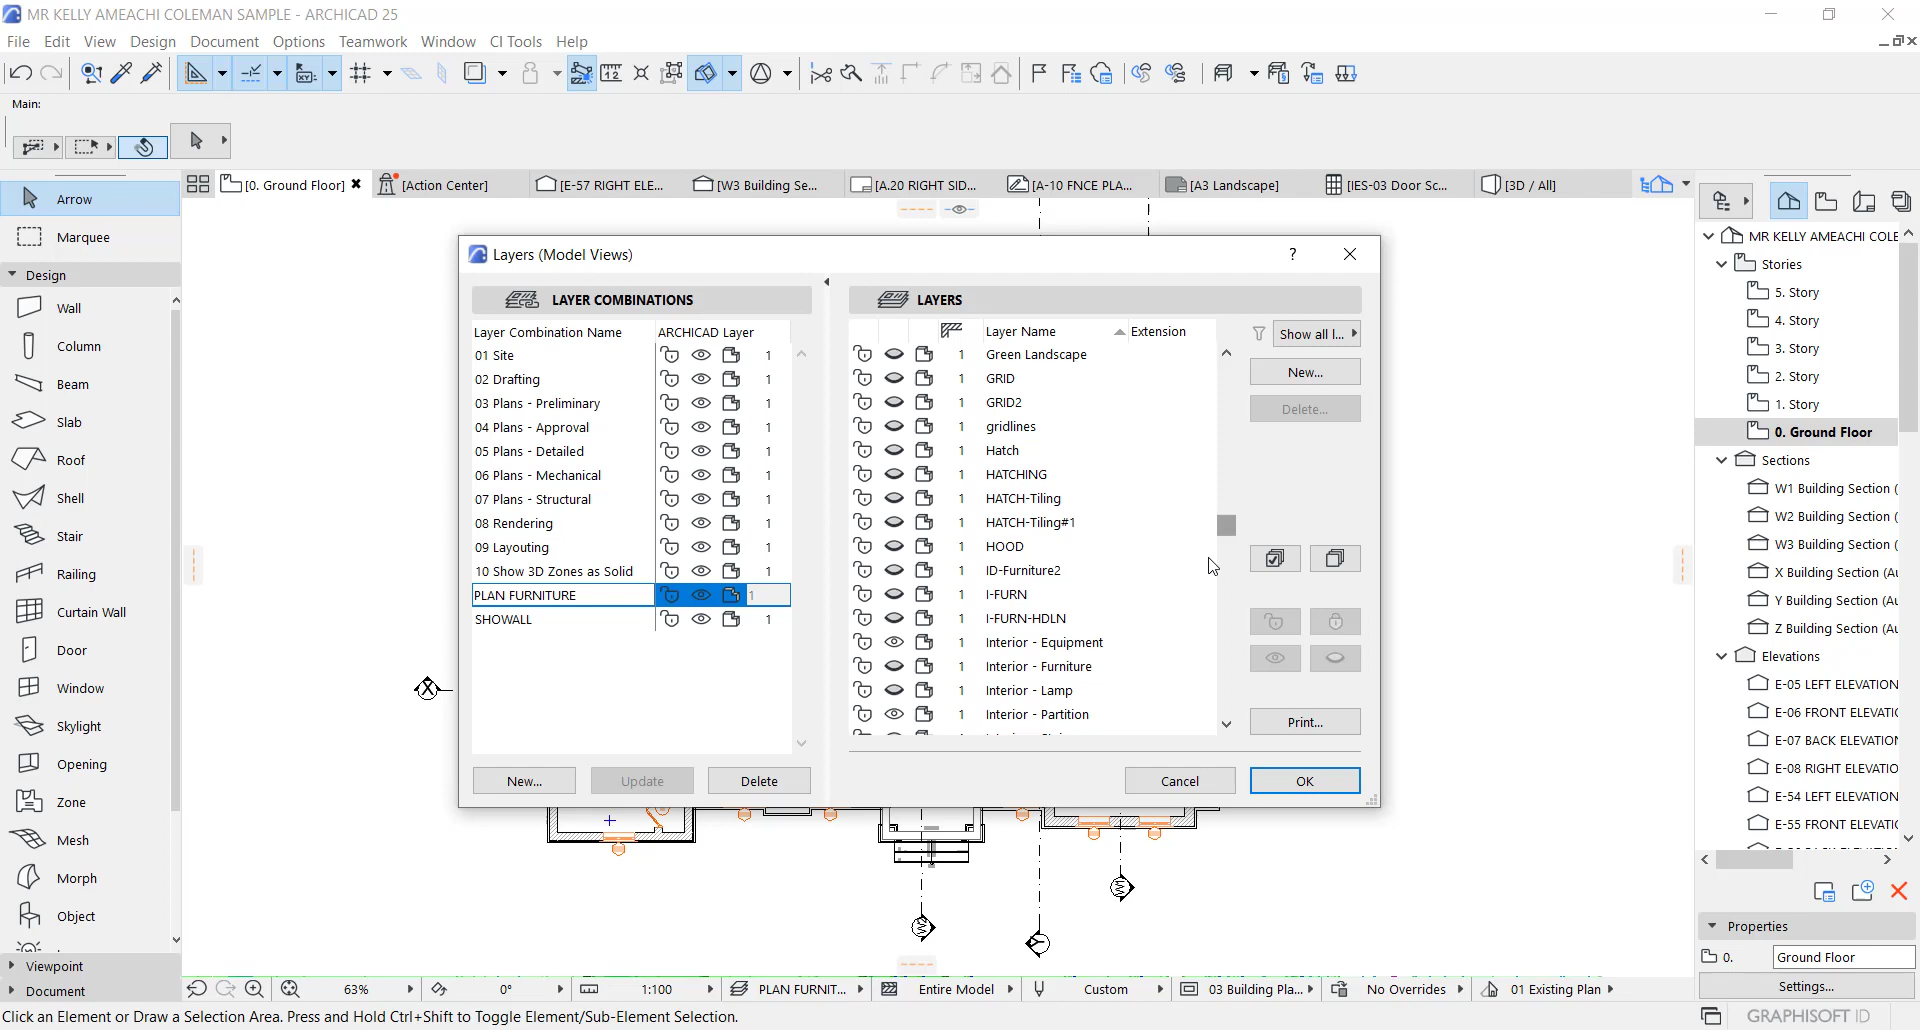 MR KELLY AMEACHI COLEMAN SAMPLE - ARCHICAD 25
File Edit View Design Document Options Teamwork Window CI Tools Help
Main:
[0. Ground Floor] [Action Center] [E-57 RIGHT ELE... [W3 Building Se... [A.20 RIGHT SID... [A-10 FNCE PLA... [A3 Landscape] [IES-03 Door Sc... [3D / All]
Arrow
Marquee
Design
Wall
Column
Beam
Slab
Roof
Shell
Stair
Railing
Curtain Wall
Door
Window
Skylight
Opening
Zone
Mesh
Morph
Object
Viewpoint
Document
Layers (Model Views)
?
LAYER COMBINATIONS
Layer Combination Name ARCHICAD Layer
01 Site 1
02 Drafting 1
03 Plans - Preliminary 1
04 Plans - Approval 1
05 Plans - Detailed 1
06 Plans - Mechanical 1
07 Plans - Structural 1
08 Rendering 1
09 Layouting 1
10 Show 3D Zones as Solid 1
PLAN FURNITURE 1
SHOWALL 1
New... Update Delete
LAYERS
Layer Name Extension
1 Green Landscape
1 GRID
1 GRID2
1 gridlines
1 Hatch
1 HATCHING
1 HATCH-Tiling
1 HATCH-Tiling#1
1 HOOD
1 ID-Furniture2
1 I-FURN
1 I-FURN-HDLN
1 Interior - Equipment
1 Interior - Furniture
1 Interior - Lamp
1 Interior - Partition
Show all l...
New...
Delete...
Print...
Cancel OK
MR KELLY AMEACHI COLE
Stories
5. Story
4. Story
3. Story
2. Story
1. Story
0. Ground Floor
Sections
W1 Building Section (
W2 Building Section (
W3 Building Section (
X Building Section (Au
Y Building Section (Au
Z Building Section (Au
Elevations
E-05 LEFT ELEVATION
E-06 FRONT ELEVATIO
E-07 BACK ELEVATION
E-08 RIGHT ELEVATIO
E-54 LEFT ELEVATION
E-55 FRONT ELEVATIO
Properties
0. Ground Floor
Settings...
X
Y
63% 0° 1:100 PLAN FURNIT... Entire Model Custom 03 Building Pla... No Overrides 01 Existing Plan
Click an Element or Draw a Selection Area. Press and Hold Ctrl+Shift to Toggle Element/Sub-Element Selection.
GRAPHISOFT ID